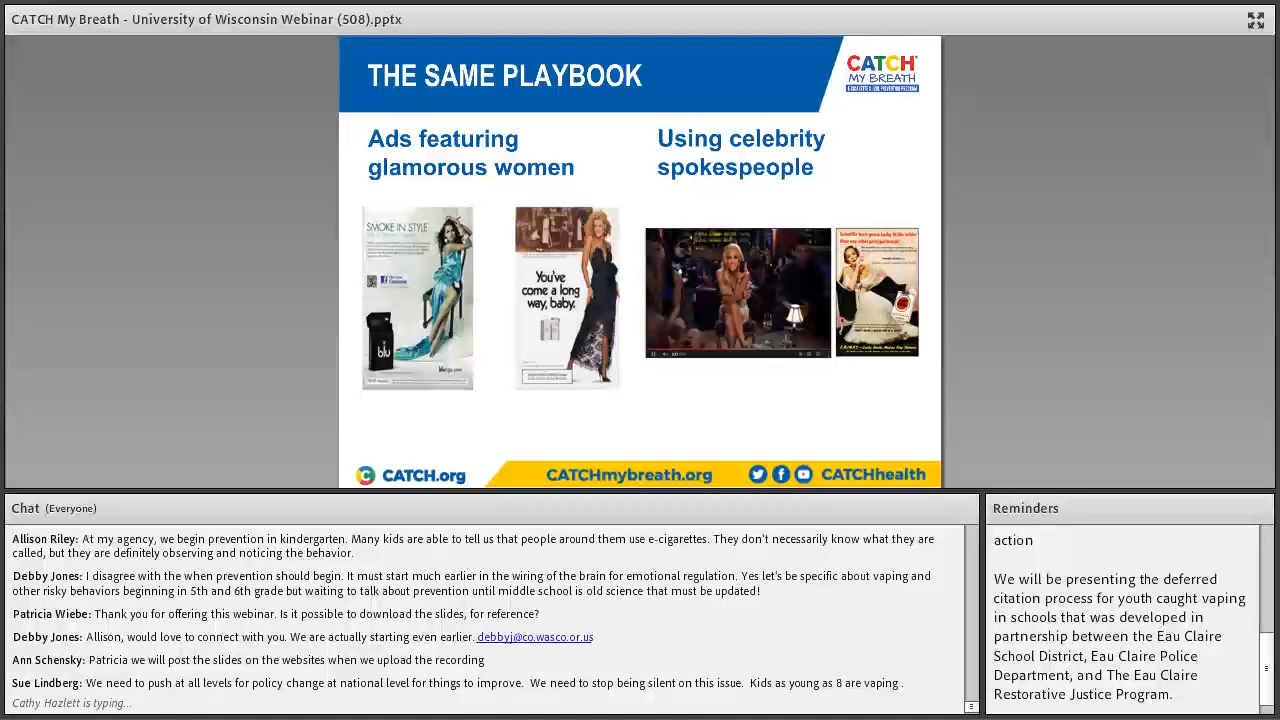 CATCH My Breath - University of Wisconsin Webinar (508).pptx
THE SAME PLAYBOOK
CATCH
MY BREATH
Ads featuring
glamorous women
Using celebrity
spokespeople
SMOKE IN STYLE
facebook
blu
You've
come a long
way, baby.
CATCH.org
CATCHmybreath.org
CATCHhealth
Chat (Everyone)
Allison Riley: At my agency, we begin prevention in kindergarten. Many kids are able to tell us that people around them use e-cigarettes. They don't necessarily know what they are
called, but they are definitely observing and noticing the behavior.
Debby Jones: I disagree with the when prevention should begin. It must start much earlier in the wiring of the brain for emotional regulation. Yes let's be specific about vaping and
other risky behaviors beginning in 5th and 6th grade but waiting to talk about prevention until middle school is old science that must be updated!
Patricia Wiebe: Thank you for offering this webinar. Is it possible to download the slides, for reference?
Debby Jones: Allison, would love to connect with you. We are actually starting even earlier. debbyj@co.wasco.or.us
Ann Schensky: Patricia we will post the slides on the websites when we upload the recording
Sue Lindberg: We need to push at all levels for policy change at national level for things to improve. We need to stop being silent on this issue. Kids as young as 8 are vaping .
Cathy Hazlett is typing...
Reminders
action
We will be presenting the deferred
citation process for youth caught vaping
in schools that was developed in
partnership between the Eau Claire
School District, Eau Claire Police
Department, and The Eau Claire
Restorative Justice Program.